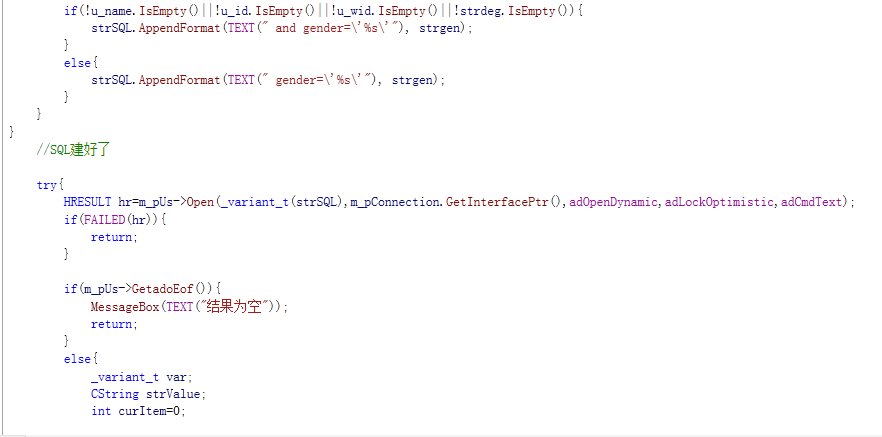 if(!u_name.IsEmpty()||!u_id.IsEmpty()||!u_wid.IsEmpty()||!strdeg.IsEmpty()){
strSQL.AppendFormat(TEXT(" and gender=\'%s\'"), strgen);
}
else{
strSQL.AppendFormat(TEXT(" gender=\'%s\'"), strgen);
}
}
}
//SQL建好了
try{
HRESULT hr=m_pUs->Open(_variant_t(strSQL),m_pConnection.GetInterfacePtr(),adOpenDynamic,adLockOptimistic,adCmdText);
if(FAILED(hr)){
return;
}
if(m_pUs->GetadoEof()){
MessageBox(TEXT("结果为空"));
return;
}
else{
_variant_t var;
CString strValue;
int curItem=0;